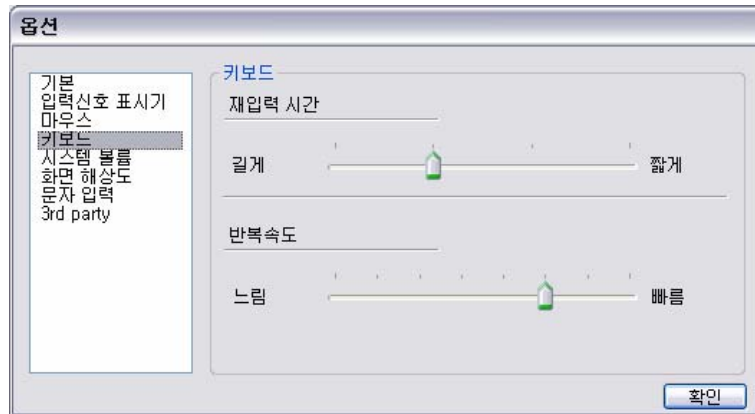 옵션
기본
입력신호 표시기
마우스
키보드
시스템 볼륨
화면 해상도
문자 입력
3rd party
키보드
재입력 시간
길게 짧게
반복속도
느림 빠름
확인